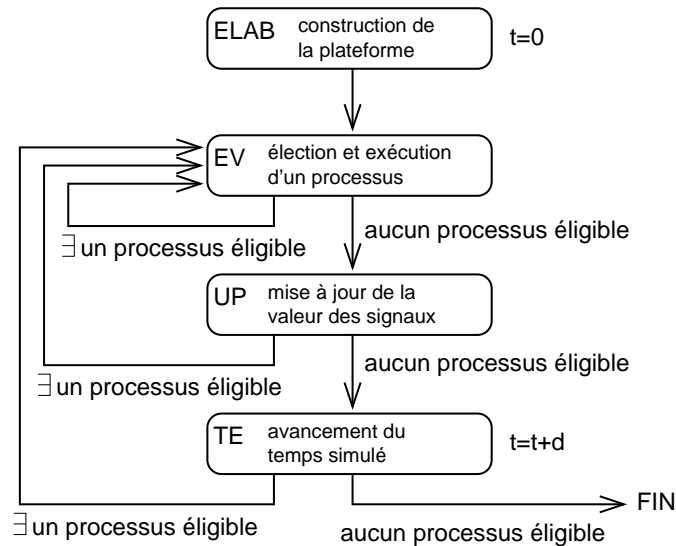 ELAB construction de
la plateforme
t=0
EV élection et exécution
d'un processus
∃ un processus éligible
aucun processus éligible
UP mise à jour de la
valeur des signaux
∃ un processus éligible
aucun processus éligible
TE avancement du
temps simulé
t=t+d
FIN
∃ un processus éligible
aucun processus éligible